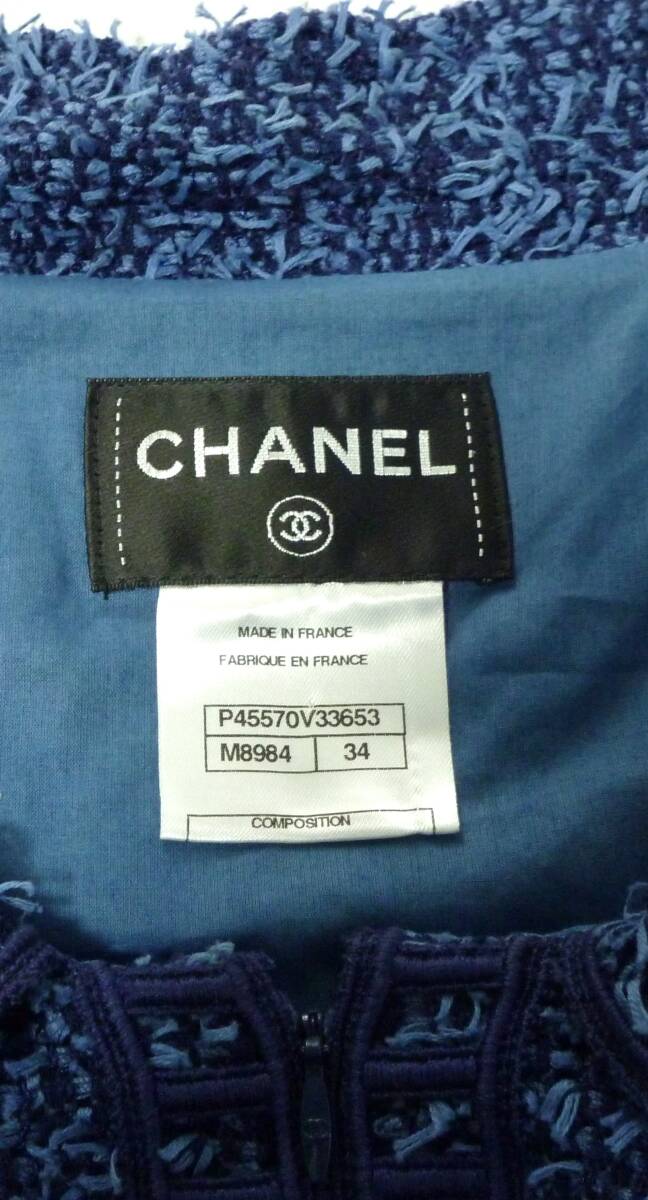 CHANEL
MADE IN FRANCE
FABRIQUE EN FRANCE
P45570V33653
M8984 34
COMPOSITION